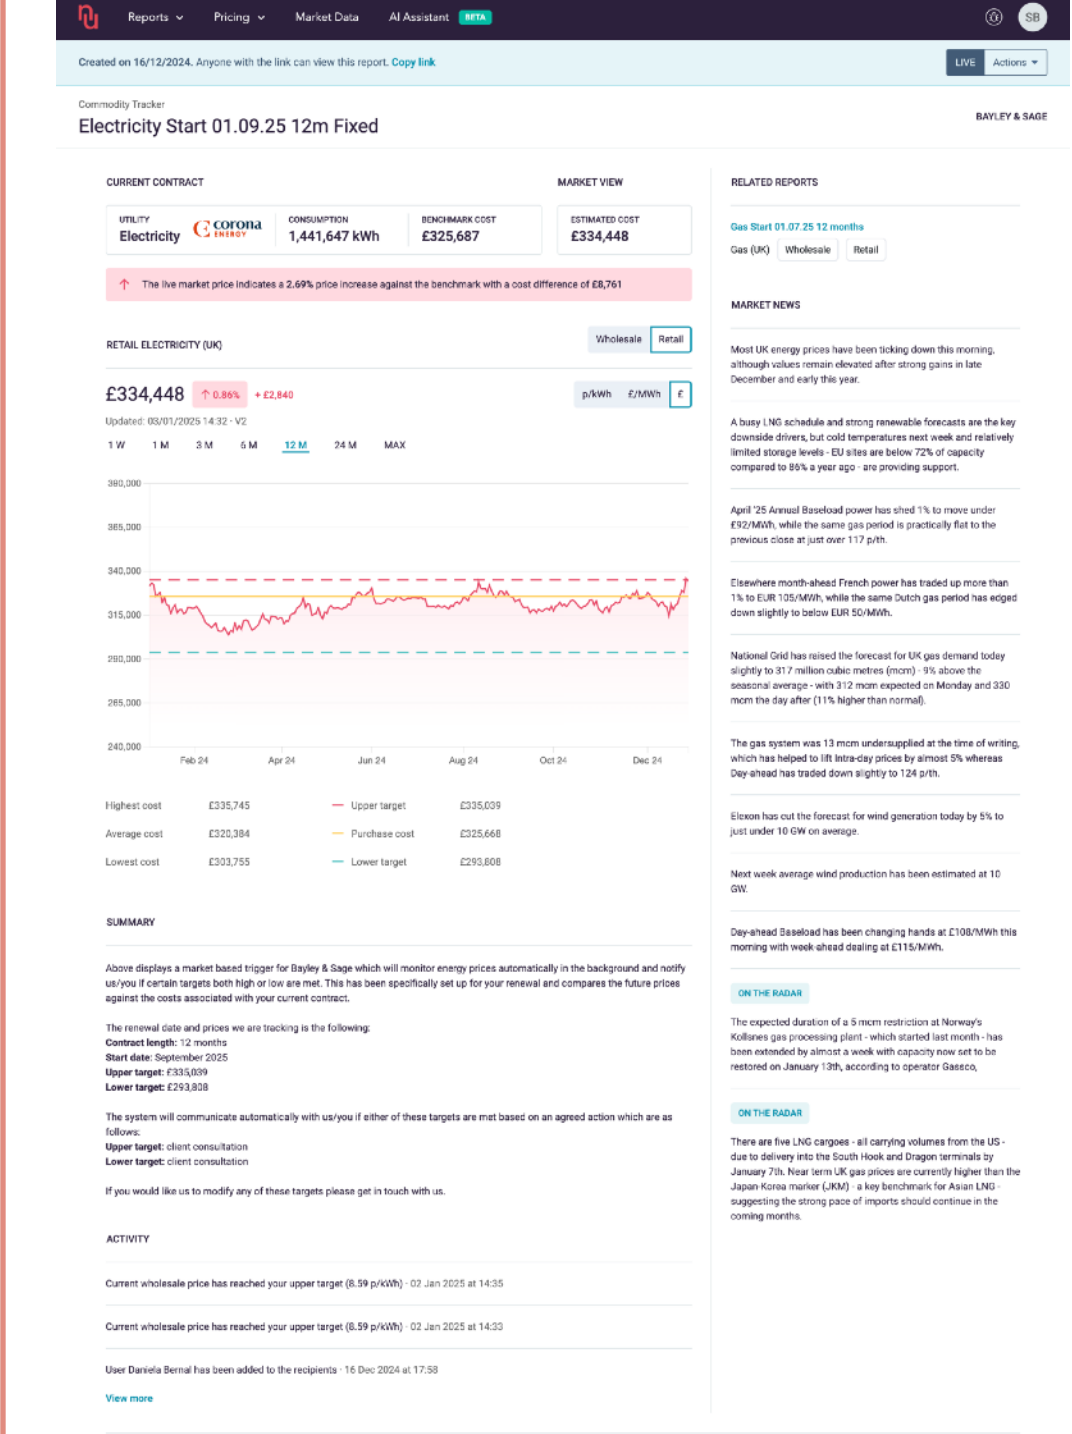 Reports Pricing Market Data AI Assistant BETA SB
Created on 16/12/2024. Anyone with the link can view this report. Copy link LIVE Actions
Commodity Tracker
Electricity Start 01.09.25 12m Fixed
BAYLEY & SAGE
CURRENT CONTRACT
MARKET VIEW
UTILITY
Electricity
corona
ENERGY
CONSUMPTION
1,441,647 kWh
BENCHMARK COST
£325,687
ESTIMATED COST
£334,448
The live market price indicates a 2.69% price increase against the benchmark with a cost difference of £8,761
RETAIL ELECTRICITY (UK)
Wholesale Retail
£334,448 0.86% + £2,840
p/kWh £/MWh £
Updated: 03/01/2025 14:32 - V2
1 W 1 M 3 M 6 M 12 M 24 M MAX
390,000
365,000
340,000
315,000
290,000
265,000
240,000
Feb 24 Apr 24 Jun 24 Aug 24 Oct 24 Dec 24
Highest cost £335,745 Upper target £335,039
Average cost £320,384 Purchase cost £325,668
Lowest cost £303,755 Lower target £293,808
SUMMARY
Above displays a market based trigger for Bayley & Sage which will monitor energy prices automatically in the background and notify
us/you if certain targets both high or low are met. This has been specifically set up for your renewal and compares the future prices
against the costs associated with your current contract.
The renewal date and prices we are tracking is the following:
Contract length: 12 months
Start date: September 2025
Upper target: £335,039
Lower target: £293,808
The system will communicate automatically with us/you if either of these targets are met based on an agreed action which are as
follows:
Upper target: client consultation
Lower target: client consultation
If you would like us to modify any of these targets please get in touch with us.
ACTIVITY
Current wholesale price has reached your upper target (8.59 p/kWh) · 02 Jan 2025 at 14:35
Current wholesale price has reached your upper target (8.59 p/kWh) · 02 Jan 2025 at 14:33
User Daniela Bernal has been added to the recipients · 16 Dec 2024 at 17:58
View more
RELATED REPORTS
Gas Start 01.07.25 12 months
Gas (UK) Wholesale Retail
MARKET NEWS
Most UK energy prices have been ticking down this morning,
although values remain elevated after strong gains in late
December and early this year.
A busy LNG schedule and strong renewable forecasts are the key
downside drivers, but cold temperatures next week and relatively
limited storage levels - EU sites are below 72% of capacity
compared to 86% a year ago - are providing support.
April '25 Annual Baseload power has shed 1% to move under
£92/MWh, while the same gas period is practically flat to the
previous close at just over 117 p/th.
Elsewhere month-ahead French power has traded up more than
1% to EUR 105/MWh, while the same Dutch gas period has edged
down slightly to below EUR 50/MWh.
National Grid has raised the forecast for UK gas demand today
slightly to 317 million cubic metres (mcm) - 9% above the
seasonal average - with 312 mcm expected on Monday and 330
mcm the day after (11% higher than normal).
The gas system was 13 mcm undersupplied at the time of writing,
which has helped to lift Intra-day prices by almost 5% whereas
Day-ahead has traded down slightly to 124 p/th.
Elexon has cut the forecast for wind generation today by 5% to
just under 10 GW on average.
Next week average wind production has been estimated at 10
GW.
Day-ahead Baseload has been changing hands at £108/MWh this
morning with week-ahead dealing at £115/MWh.
ON THE RADAR
The expected duration of a 5 mcm restriction at Norway's
Kollsnes gas processing plant - which started last month - has
been extended by almost a week with capacity now set to be
restored on January 13th, according to operator Gassco,
ON THE RADAR
There are five LNG cargoes - all carrying volumes from the US -
due to delivery into the South Hook and Dragon terminals by
January 7th. Near term UK gas prices are currently higher than the
Japan-Korea marker (JKM) - a key benchmark for Asian LNG -
suggesting the strong pace of imports should continue in the
coming months.